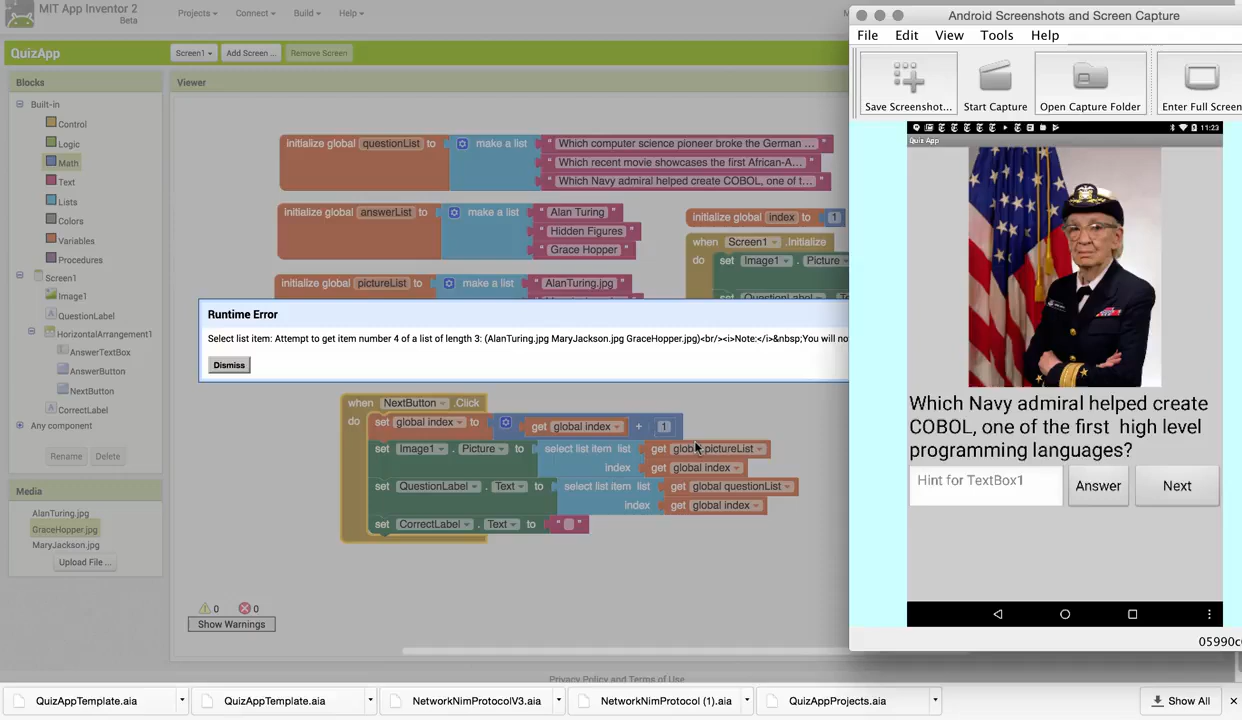 MIT App Inventor 2
Beta
Projects
Connect
Build
Help
QuizApp
Screen1
Add Screen ...
Remove Screen
Blocks
Built-in
Control
Logic
Math
Text
Lists
Colors
Variables
Procedures
Screen1
Image1
QuestionLabel
HorizontalArrangement1
AnswerTextBox
AnswerButton
NextButton
CorrectLabel
Any component
Rename
Delete
Media
AlanTuring.jpg
GraceHopper.jpg
MaryJackson.jpg
Upload File ...
Viewer
initialize global questionList to make a list " Which computer science pioneer broke the German ... "
" Which recent movie showcases the first African-A... "
" Which Navy admiral helped create COBOL, one of t... "
initialize global answerList to make a list " Alan Turing "
" Hidden Figures "
" Grace Hopper "
initialize global index to 1
when Screen1 .Initialize
do set Image1 . Picture
set QuestionLabel . Text
initialize global pictureList to make a list " AlanTuring.jpg "
Runtime Error
Select list item: Attempt to get item number 4 of a list of length 3: (AlanTuring.jpg MaryJackson.jpg GraceHopper.jpg)<br/><i>Note:</i>&nbsp;You will no
Dismiss
when NextButton .Click
do set global index to get global index + 1
set Image1 . Picture to select list item list get global pictureList
index get global index
set QuestionLabel . Text to select list item list get global questionList
index get global index
set CorrectLabel . Text to " "
0 0
Show Warnings
Privacy Policy and Terms of Use
Android Screenshots and Screen Capture
File Edit View Tools Help
Save Screenshot...
Start Capture
Open Capture Folder
Enter Full Screen
11:23
Quiz App
Which Navy admiral helped create
COBOL, one of the first high level
programming languages?
Hint for TextBox1
Answer
Next
05990c
QuizAppTemplate.aia
QuizAppTemplate.aia
NetworkNimProtocolV3.aia
NetworkNimProtocol (1).aia
QuizAppProjects.aia
Show All